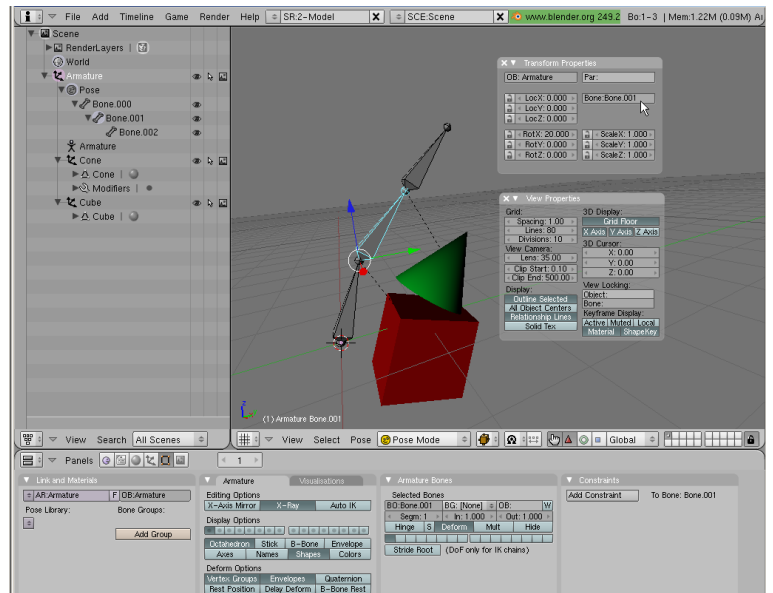 File Add Timeline Game Render Help SR:2-Model SCE:Scene www.blender.org 249.2 Bo:1-3 | Mem:1.22M (0.09M)
Scene
RenderLayers |
World
Armature
Pose
Bone.000
Bone.001
Bone.002
Armature
Cone
Cone |
Modifiers |
Cube
Cube |
Transform Properties
OB: Armature Par:
LocX: 0.000 Bone:Bone.001
LocY: 0.000
LocZ: 0.000
RotX: 20.000 ScaleX: 1.000
RotY: 0.000 ScaleY: 1.000
RotZ: 0.000 ScaleZ: 1.000
View Properties
Grid: 3D Display:
Spacing: 1.00 Grid Floor
Lines: 80 X Axis Y Axis Z Axis
Divisions: 10 3D Cursor:
View Camera: X: 0.00
Lens: 35.00 Y: 0.00
Clip Start: 0.10 Z: 0.00
Clip End: 500.00 View Locking:
Display: Object:
Outline Selected Bone:
All Object Centers Keyframe Display:
Relationship Lines Active Muted Local
Solid Tex Material ShapeKey
z
(1) Armature Bone.001
View Search All Scenes
View Select Pose Pose Mode Global
Panels 1
Link and Materials
AR:Armature F OB:Armature
Pose Library: Bone Groups:
Add Group
Armature Visualisations
Editing Options
X-Axis Mirror X-Ray Auto IK
Display Options
Octahedron Stick B-Bone Envelope
Axes Names Shapes Colors
Deform Options
Vertex Groups Envelopes Quaternion
Rest Position Delay Deform B-Bone Rest
Armature Bones
Selected Bones
BO:Bone.001 BG: [None] OB: W
Segm: 1 In: 1.000 Out: 1.000
Hinge S Deform Mult Hide
Stride Root (DoF only for IK chains)
Constraints
Add Constraint To Bone: Bone.001